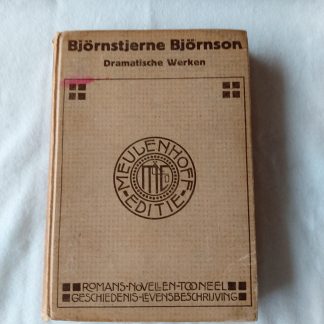 Björnstjerne Björnson
Dramatische Werken
MEULENHOFF
EDITIE
ROMANS-NOVELLEN-TOONEEL
GESCHIEDENIS-LEVENSBESCHRIJVING